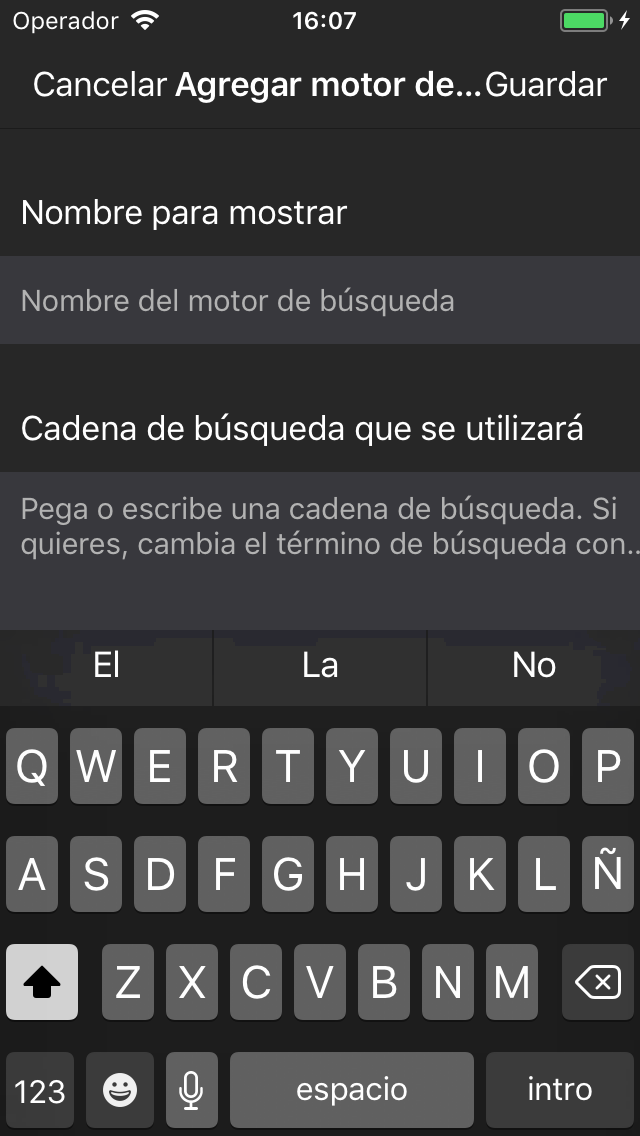 Operador 16:07
Cancelar Agregar motor de... Guardar
Nombre para mostrar
Nombre del motor de búsqueda
Cadena de búsqueda que se utilizará
Pega o escribe una cadena de búsqueda. Si
quieres, cambia el término de búsqueda con...
El La No
Q W E R T Y U I O P
A S D F G H J K L Ñ
Z X C V B N M
123 espacio intro